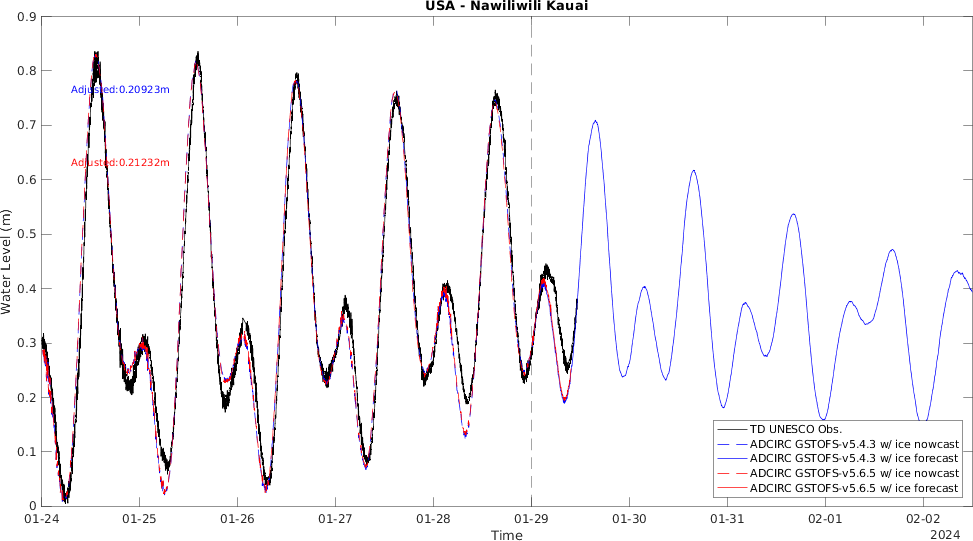 USA - Nawiliwili Kauai
0.9
0.8
0.7
0.6
0.5
0.4
0.3
0.2
0.1
0
Water Level (m)
Adjusted:0.20923m
Adjusted:0.21232m
TD UNESCO Obs.
ADCIRC GSTOFS-v5.4.3 w/ ice nowcast
ADCIRC GSTOFS-v5.4.3 w/ ice forecast
ADCIRC GSTOFS-v5.6.5 w/ ice nowcast
ADCIRC GSTOFS-v5.6.5 w/ ice forecast
01-24 01-25 01-26 01-27 01-28 01-29 01-30 01-31 02-01 02-02
Time
2024